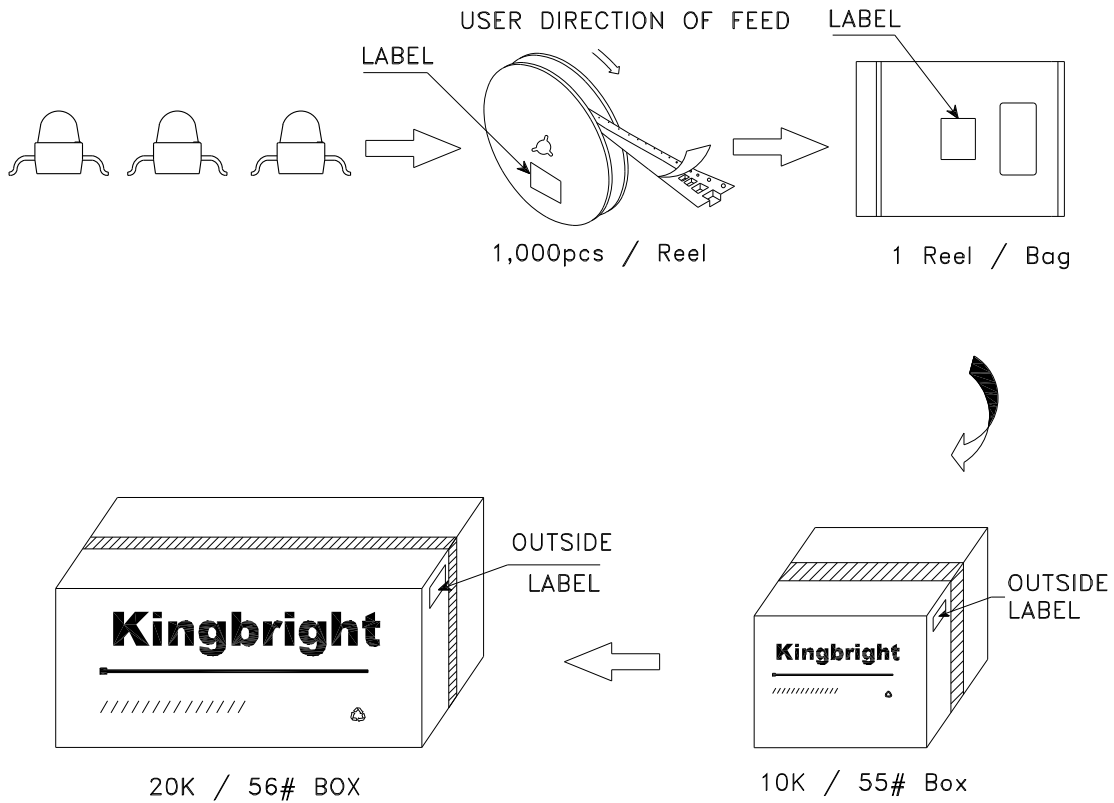 USER DIRECTION OF FEED
LABEL
LABEL
1,000pcs / Reel
1 Reel / Bag
OUTSIDE
LABEL
OUTSIDE
LABEL
Kingbright
Kingbright
20K / 56# BOX
10K / 55# Box